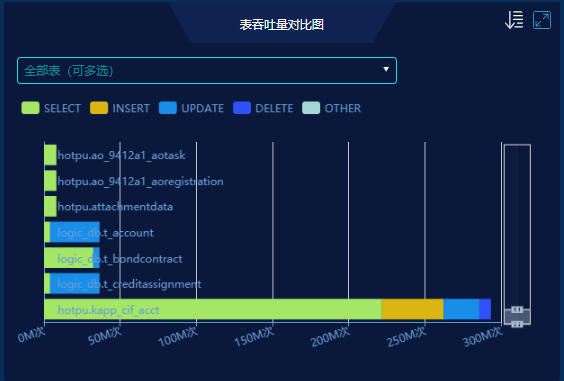 表吞吐量对比图
全部表（可多选）
SELECT INSERT UPDATE DELETE OTHER
hotpu.ao_9412a1_aotask
hotpu.ao_9412a1_aoregistration
hotpu.attachmentdata
logic_db.t_account
logic_db.t_bondcontract
logic_db.t_creditassignment
hotpu.kapp_cif_acct
0M次 50M次 100M次 150M次 200M次 250M次 300M次